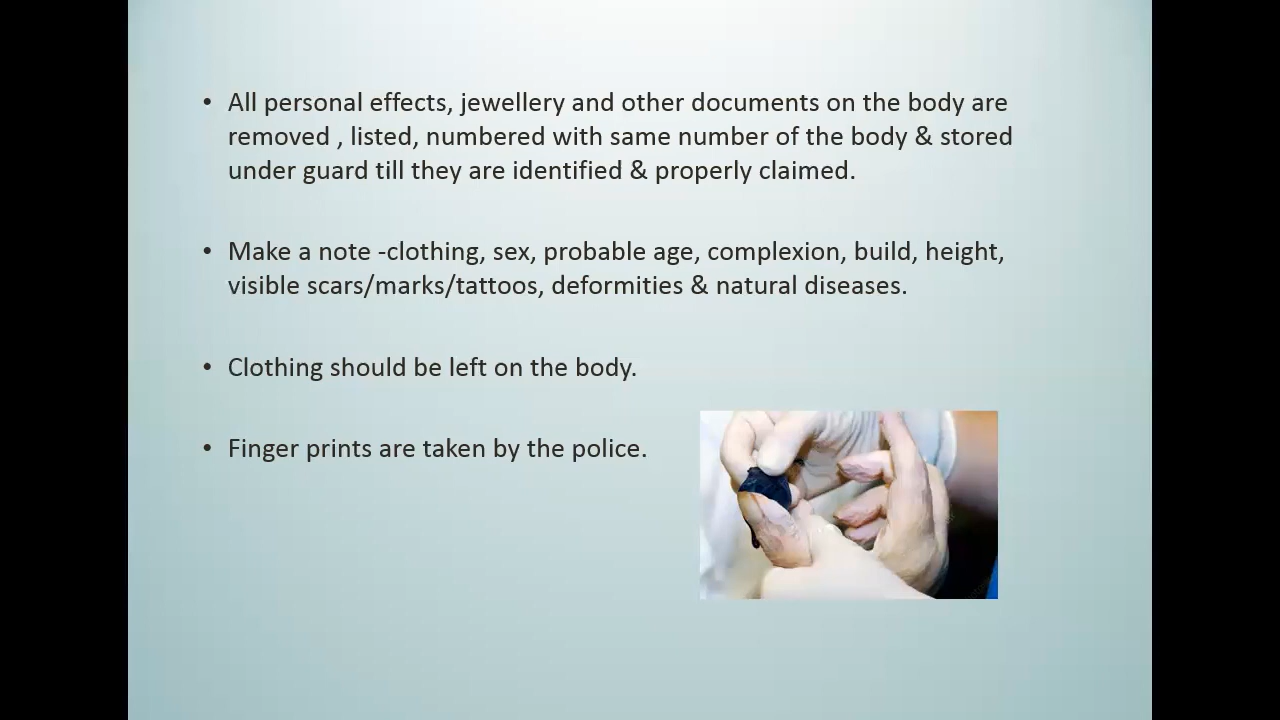 • All personal effects, jewellery and other documents on the body are
removed , listed, numbered with same number of the body & stored
under guard till they are identified & properly claimed.
• Make a note -clothing, sex, probable age, complexion, build, height,
visible scars/marks/tattoos, deformities & natural diseases.
• Clothing should be left on the body.
• Finger prints are taken by the police.